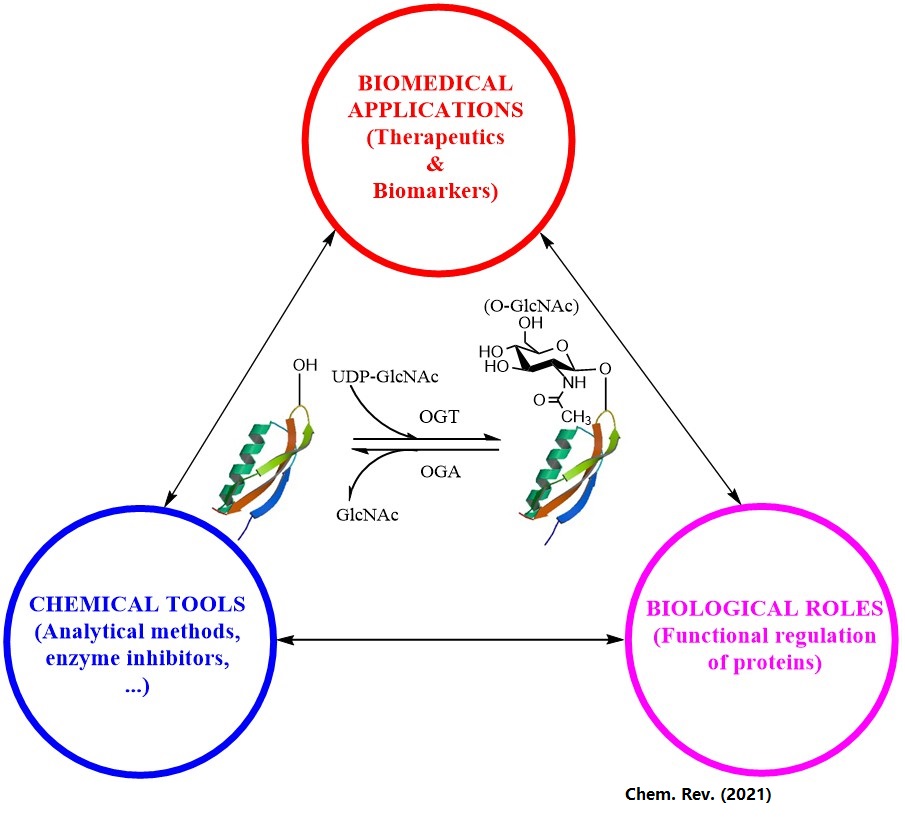 BIOMEDICAL
APPLICATIONS
(Therapeutics
&
Biomarkers)
(O-GlcNAc)
OH
O
HO
HO
O
NH
O
CH3
OH
UDP-GlcNAc
OGT
OGA
GlcNAc
CHEMICAL TOOLS
(Analytical methods,
enzyme inhibitors,
...)
BIOLOGICAL ROLES
(Functional regulation
of proteins)
Chem. Rev. (2021)